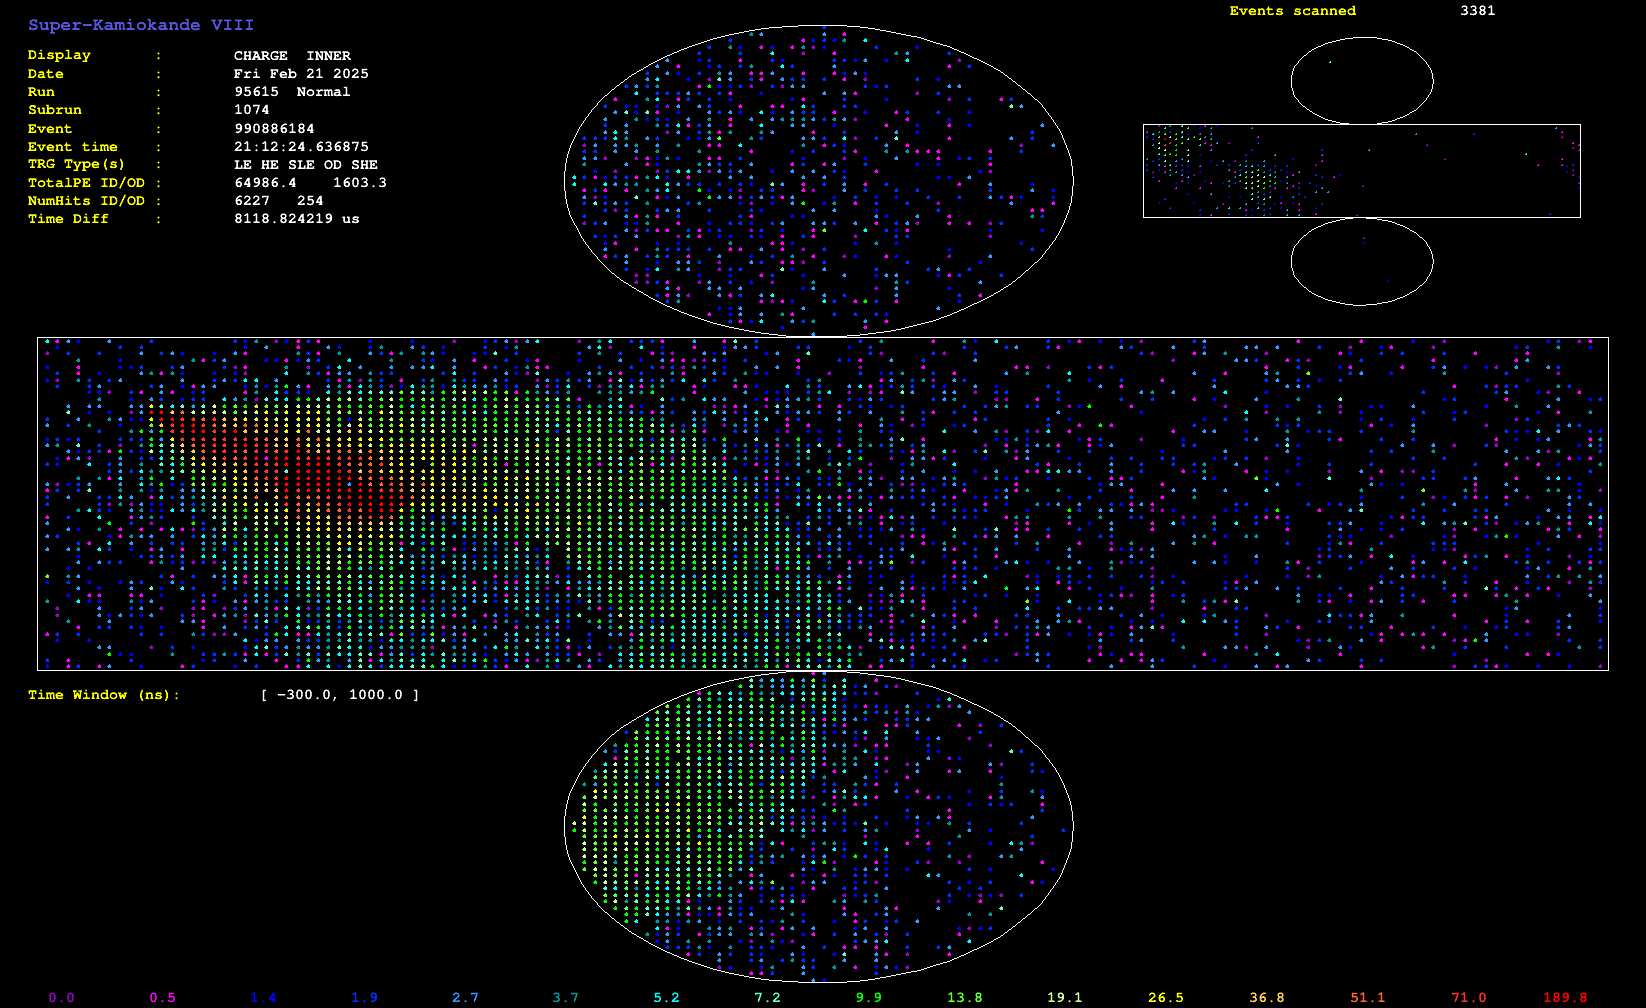 Super-Kamiokande VIII
Events scanned 3381
Display : CHARGE INNER
Date : Fri Feb 21 2025
Run : 95615 Normal
Subrun : 1074
Event : 990886184
Event time : 21:12:24.636875
TRG Type(s) : LE HE SLE OD SHE
TotalPE ID/OD : 64986.4 1603.3
NumHits ID/OD : 6227 254
Time Diff : 8118.824219 us
Time Window (ns): [ -300.0, 1000.0 ]
0.0 0.5 1.4 1.9 2.7 3.7 5.2 7.2 9.9 13.8 19.1 26.5 36.8 51.1 71.0 189.8